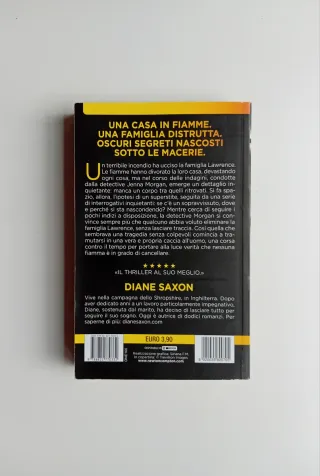 UNA CASA IN FIAMME.
UNA FAMIGLIA DISTRUTTA.
OSCURI SEGRETI NASCOSTI
SOTTO LE MACERIE.
Un terribile incendio ha ucciso la famiglia Lawrence.
Le fiamme hanno divorato la loro casa, devastando
ogni cosa, ma nel corso delle indagini, condotte
dalla detective Jenna Morgan, emerge un dettaglio in-
quietante: manca un corpo tra quelli ritrovati. Si fa spa-
zio, allora, l'ipotesi di un superstite, seguita da una serie
di interrogativi inquietanti: se c'è un sopravvissuto, dove
e perché si sta nascondendo? Mentre cerca di seguire i
pochi indizi a disposizione, la detective Morgan si con-
vince sempre più che qualcuno abbia voluto eliminare la
famiglia Lawrence, senza lasciare traccia. Così quella che
sembrava una tragedia senza colpevoli comincia a tra-
mutarsi in una vera e propria caccia all'uomo, una corsa
contro il tempo per portare alla luce verità che nessuna
fiamma è in grado di cancellare.
★★★★★
«IL THRILLER AL SUO MEGLIO.»
DIANE SAXON
Vive nella campagna dello Shropshire, in Inghilterra. Dopo
aver dedicato anni a un lavoro particolarmente impegnativo,
Diane, sostenuta dal marito, ha deciso di lasciare tutto per
seguire il suo sogno. Oggi è autrice di dodici romanzi. Per
saperne di più: dianesaxon.com
EURO 3,90
www.newtoncompton.com